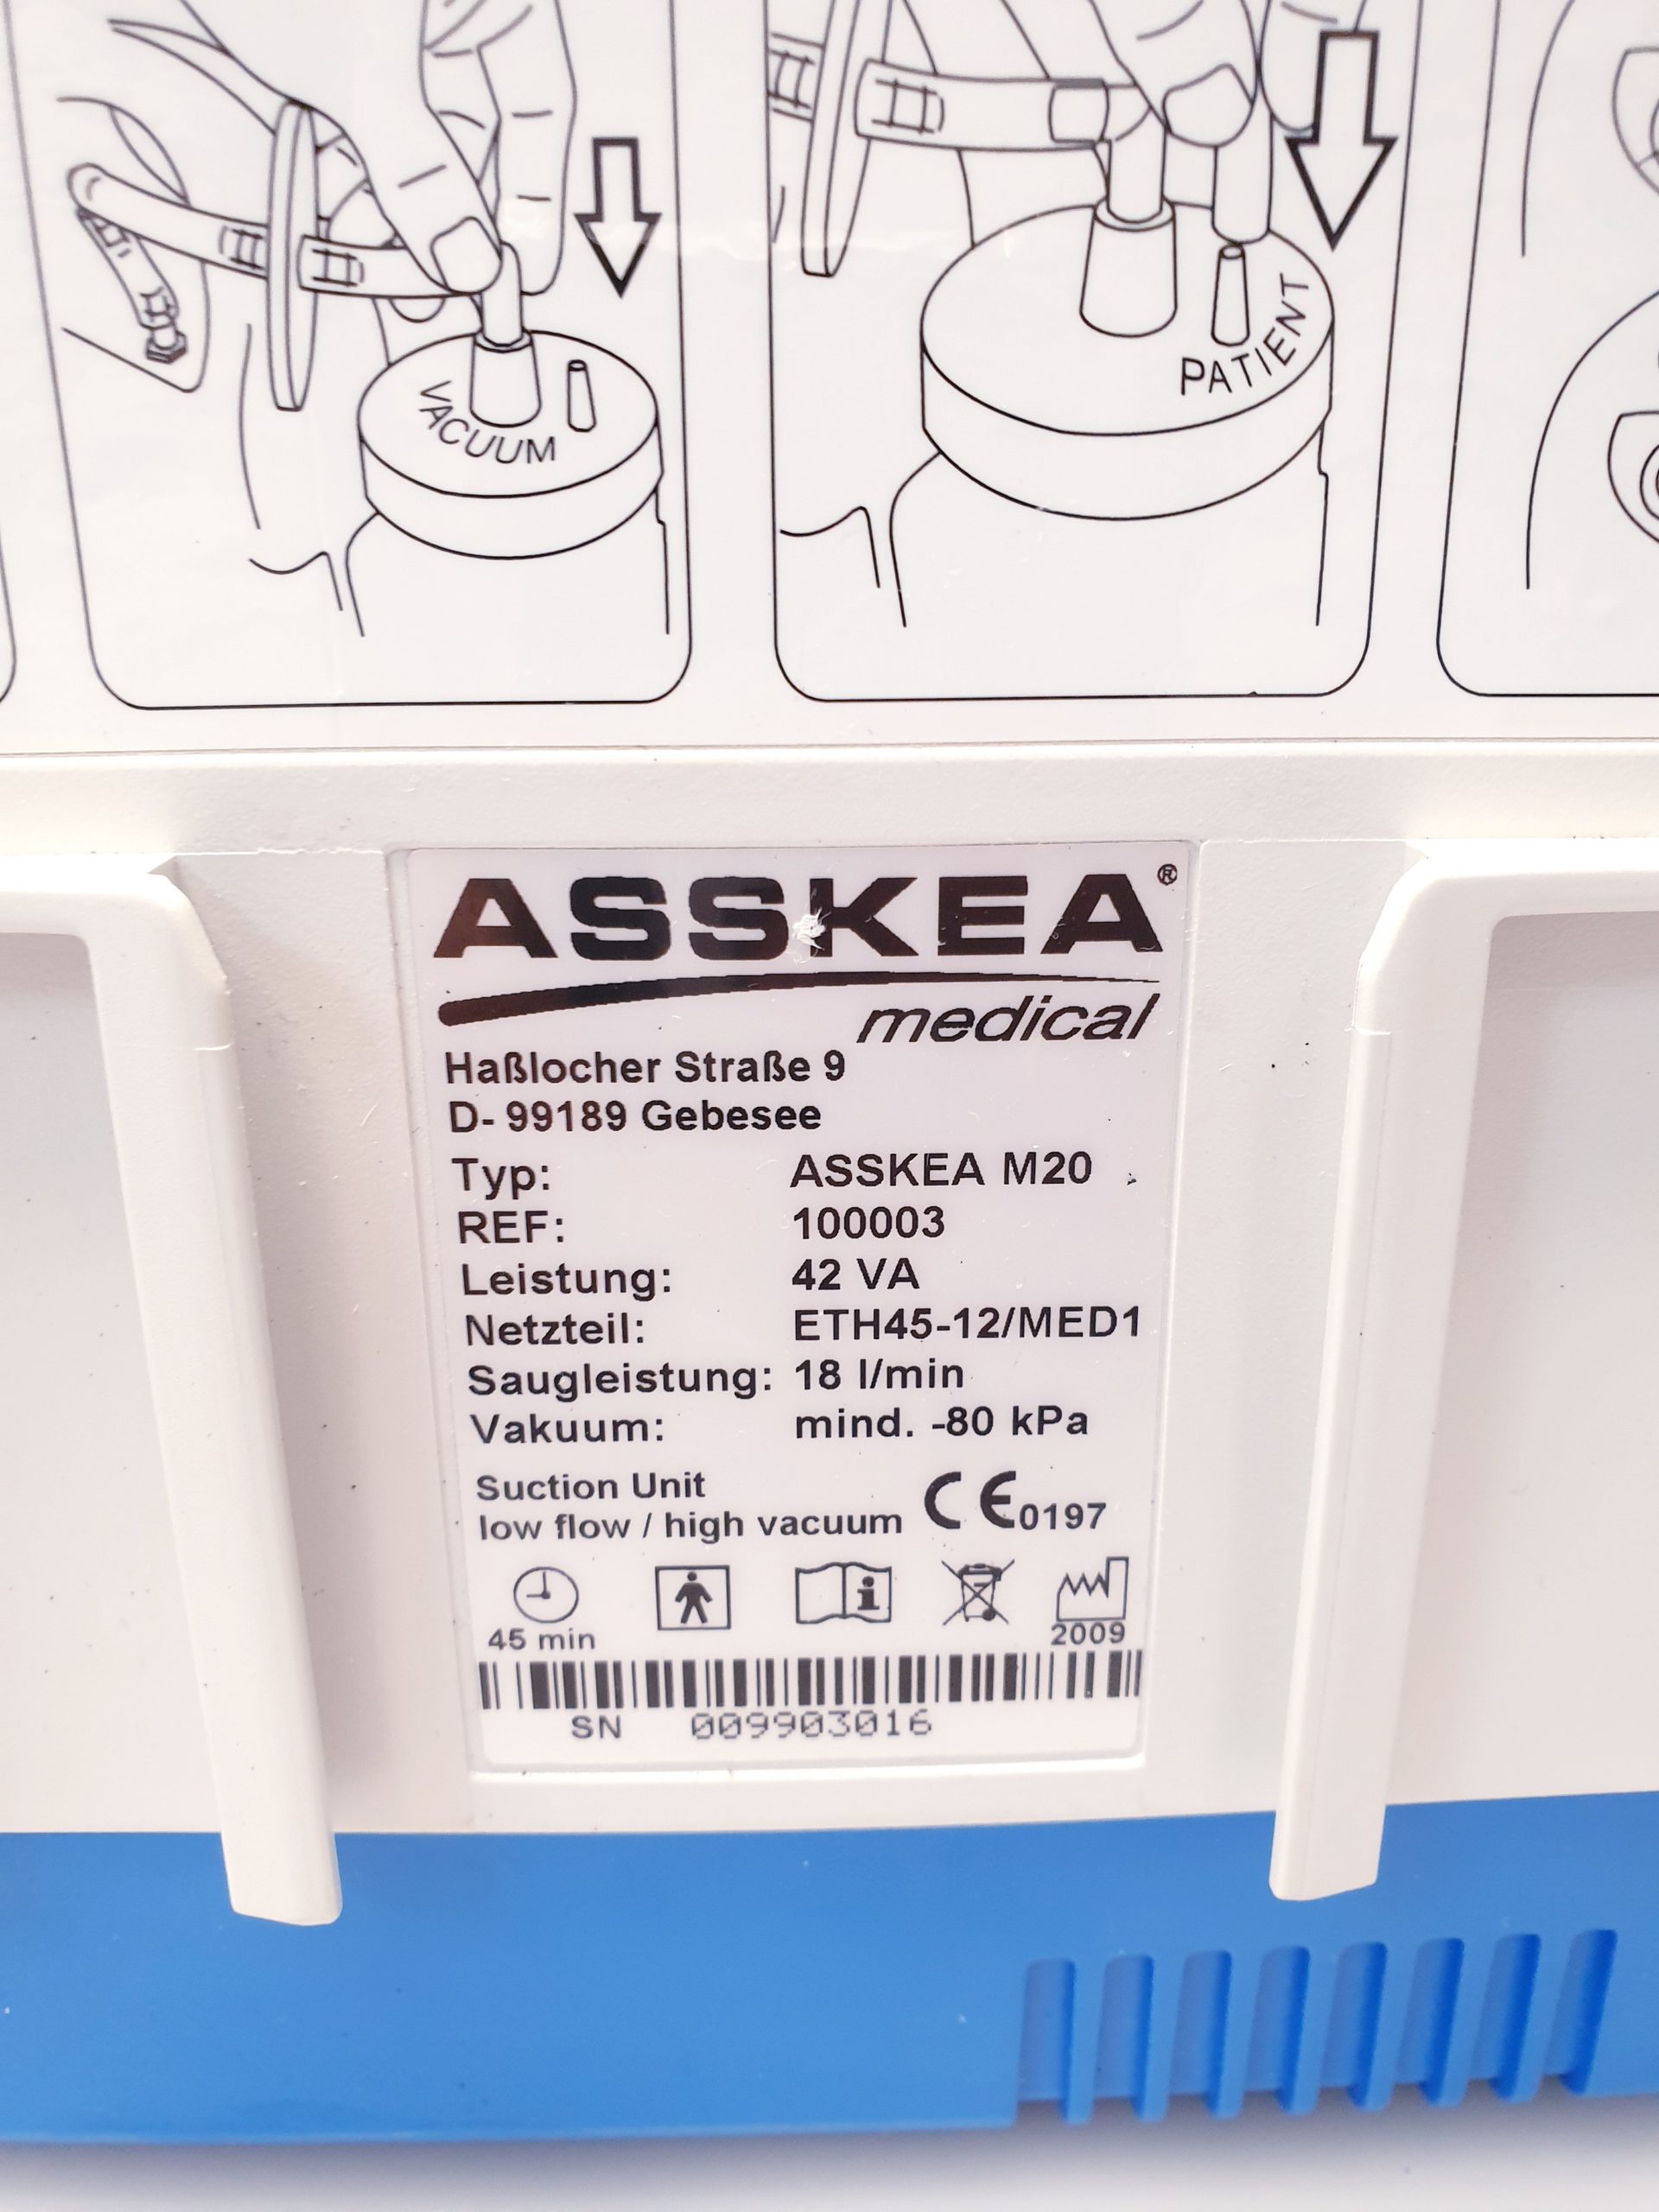 VACUUM
PATIENT
ASSKEA®
medical
Haßlocher Straße 9
D- 99189 Gebesee
Typ: ASSKEA M20
REF: 100003
Leistung: 42 VA
Netzteil: ETH45-12/MED1
Saugleistung: 18 l/min
Vakuum: mind. -80 kPa
Suction Unit
low flow / high vacuum CE0197
i
45 min 2009
SN 009903016